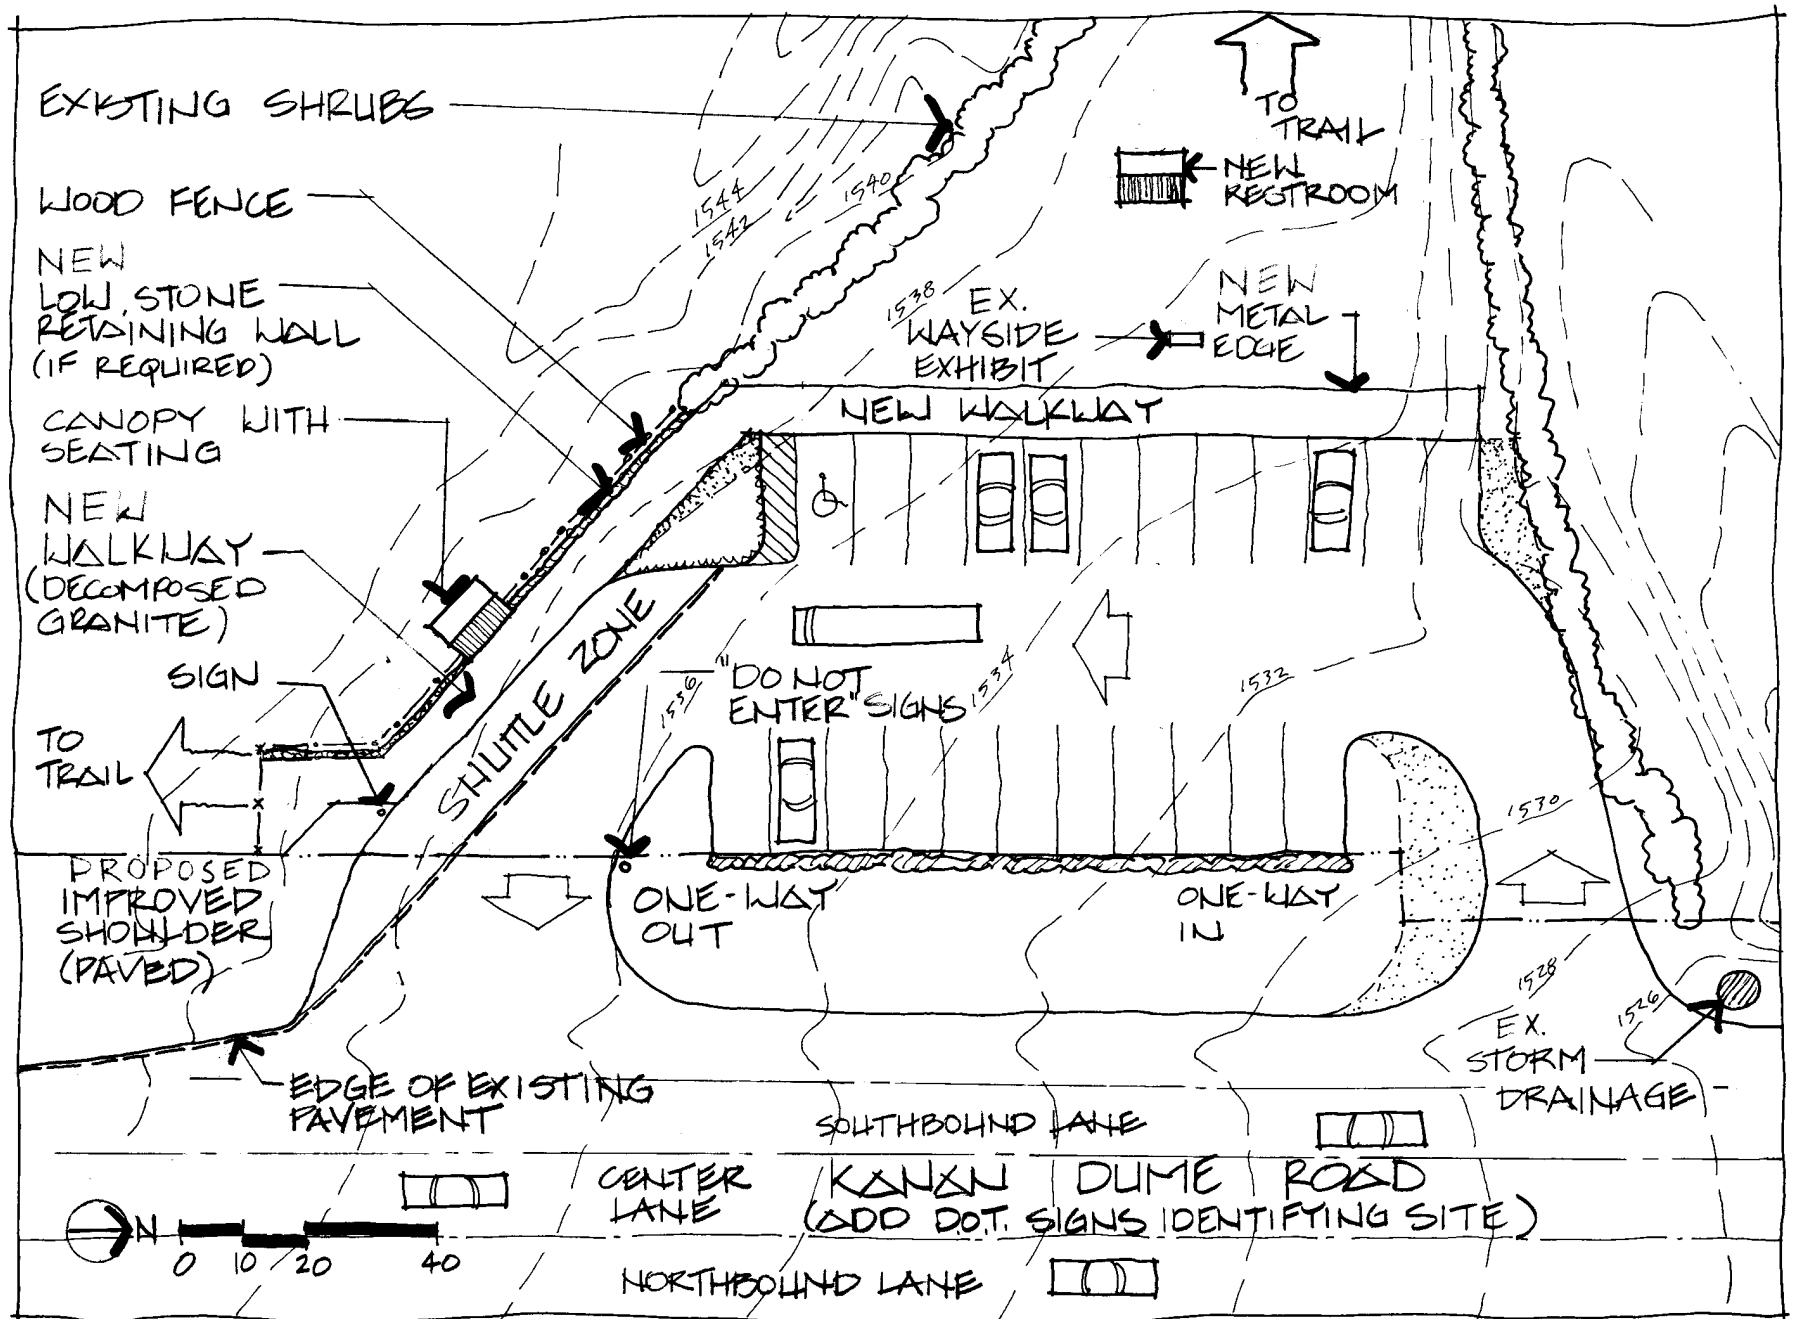 EXISTING SHRUBS
WOOD FENCE
NEW
LOW, STONE
RETAINING WALL
(IF REQUIRED)
CANOPY WITH
SEATING
NEW
WALKWAY
(DECOMPOSED
GRANITE)
SIGN
TO
TRAIL
PROPOSED
IMPROVED
SHOULDER
(PAVED)
1544
1542
1540
1538
TO
TRAIL
NEW
RESTROOM
EX.
WAYSIDE
EXHIBIT
NEW
METAL
EDGE
NEW WALKWAY
SHUTTLE ZONE
"DO NOT
ENTER" SIGNS
1536
1534
1532
1530
1528
1526
ONE-WAY
OUT
ONE-WAY
IN
EX.
STORM
DRAINAGE
EDGE OF EXISTING
PAVEMENT
SOUTHBOUND LANE
CENTER
LANE
KANAN DUME ROAD
(ADD D.O.T. SIGNS IDENTIFYING SITE)
NORTHBOUND LANE
N
0 10 20 40